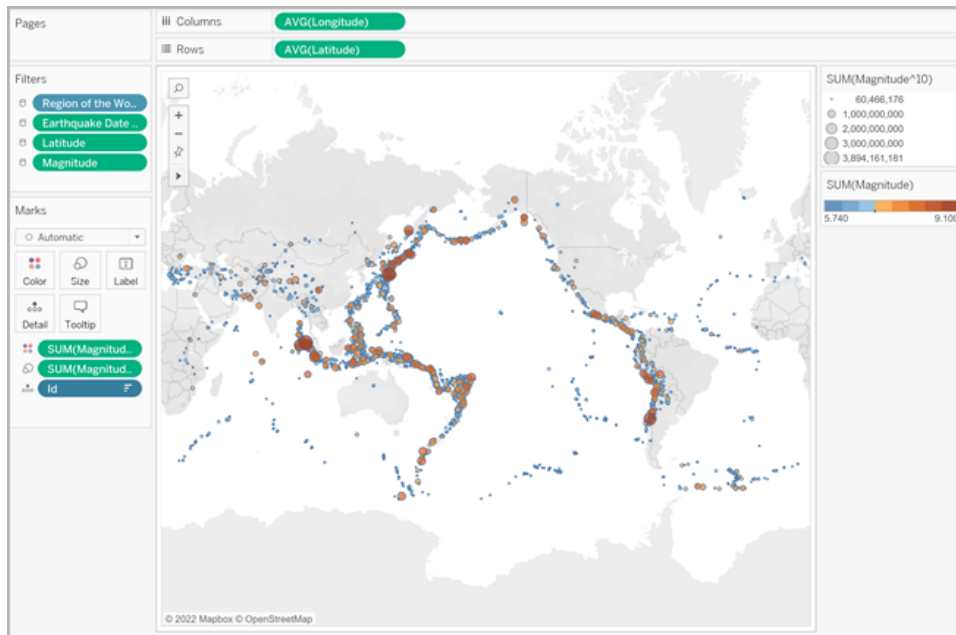 Pages
Columns
AVG(Longitude)
Rows
AVG(Latitude)
Filters
Region of the Wo..
Earthquake Date ..
Latitude
Magnitude
Marks
Automatic
Color
Size
Label
Detail
Tooltip
SUM(Magnitud..
SUM(Magnitud..
Id
SUM(Magnitude^10)
60,466,176
1,000,000,000
2,000,000,000
3,000,000,000
3,894,161,181
SUM(Magnitude)
5.740 9.100
© 2022 Mapbox © OpenStreetMap